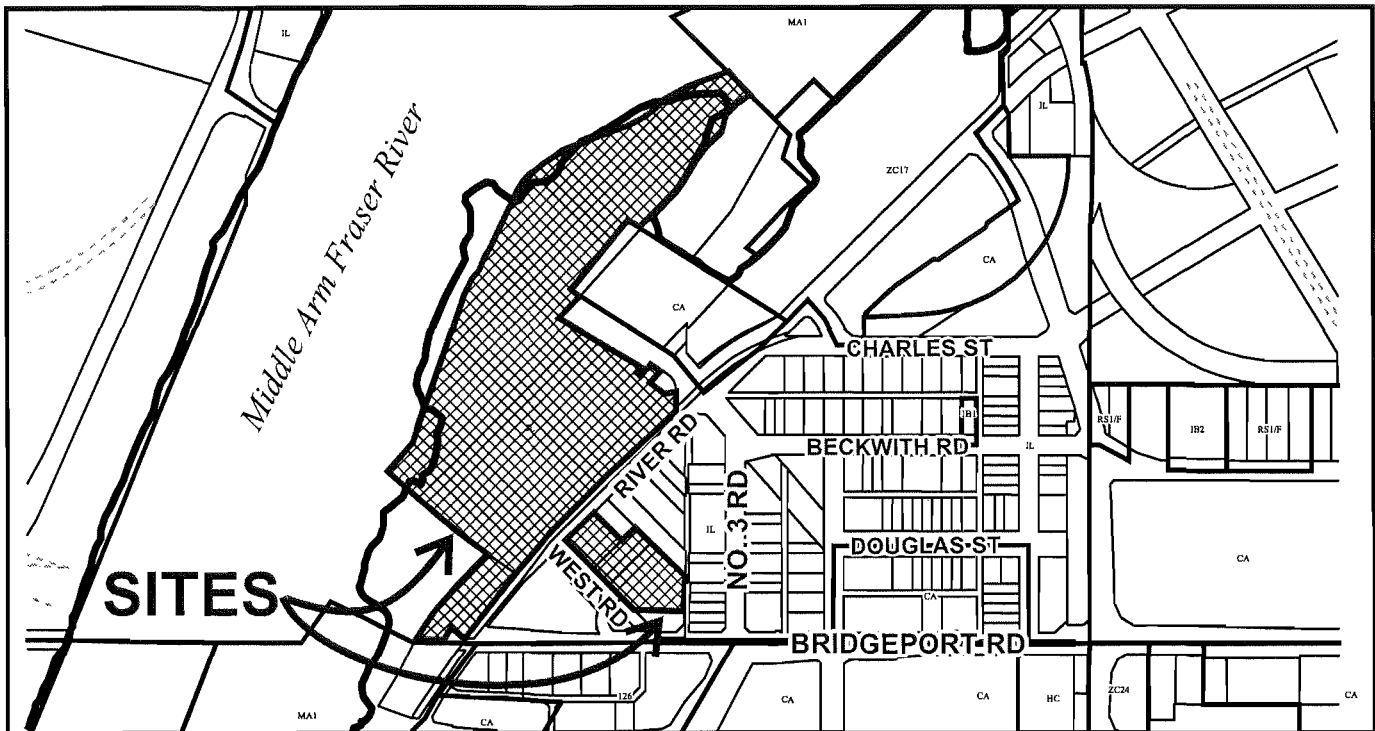 IL
MA1
IL
Middle Arm Fraser River
ZC17
CA
CA
CHARLES ST
IB1
RS1/F
IB2
RS1/F
RIVER RD
BECKWITH RD
IL
NO. 3 RD
IL
DOUGLAS ST
CA
WEST RD
SITES
CA
BRIDGEPORT RD
126
MA1
CA
CA
CA
HC
ZC24
CA